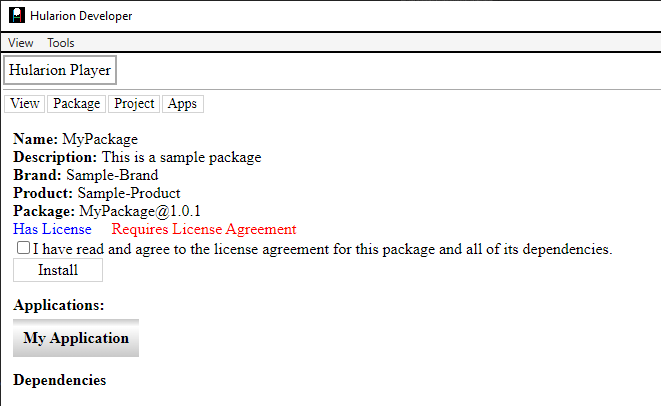 Hularion Developer
View Tools
Hularion Player
View Package Project Apps
Name: MyPackage
Description: This is a sample package
Brand: Sample-Brand
Product: Sample-Product
Package: MyPackage@1.0.1
Has License Requires License Agreement
I have read and agree to the license agreement for this package and all of its dependencies.
Install
Applications:
My Application
Dependencies